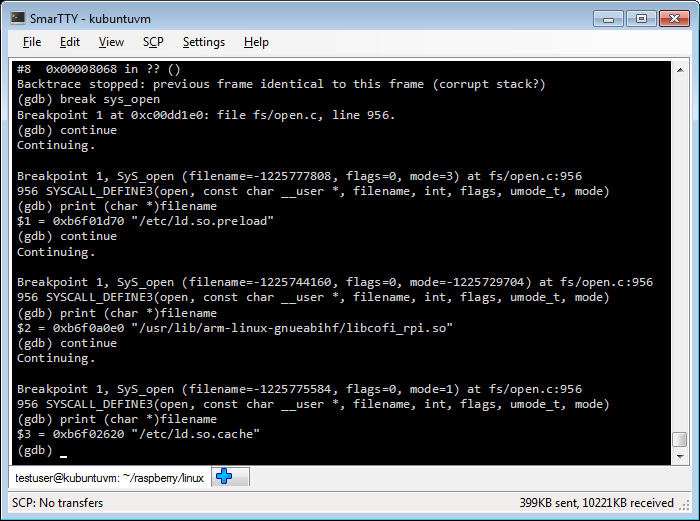 SmarTTY - kubuntuvm
File View SCP Settings Help
#8  0x00008068 in ?? ()
Backtrace stopped: previous frame identical to this frame (corrupt stack?)
(gdb) break sys_open
Breakpoint 1 at 0xc00dd1e0: file fs/open.c, line 956.
(gdb) continue
Continuing.
Breakpoint 1, SyS_open (filename=-1225777808, flags=0, mode=3) at fs/open.c:956
956 SYSCALL_DEFINE3(open, const char __user *, filename, int, flags, umode_t, mode)
(gdb) print (char *)filename
$1 = 0xb6f01d70 "/etc/ld.so.preload"
(gdb) continue
Continuing.
Breakpoint 1, SyS_open (filename=-1225744160, flags=0, mode=-1225729704) at fs/open.c:956
956 SYSCALL_DEFINE3(open, const char __user *, filename, int, flags, umode_t, mode)
(gdb) print (char *)filename
$2 = 0xb6f0a0e0 "/usr/lib/arm-linux-gnueabihf/libcofi_rpi.so"
(gdb) continue
Continuing.
Breakpoint 1, SyS_open (filename=-1225775584, flags=0, mode=1) at fs/open.c:956
956 SYSCALL_DEFINE3(open, const char __user *, filename, int, flags, umode_t, mode)
(gdb) print (char *)filename
$3 = 0xb6f02620 "/etc/ld.so.cache"
(gdb) _
testuser@kubuntuvm: ~/raspberry/linux
SCP: No transfers 399KB sent, 10221KB received